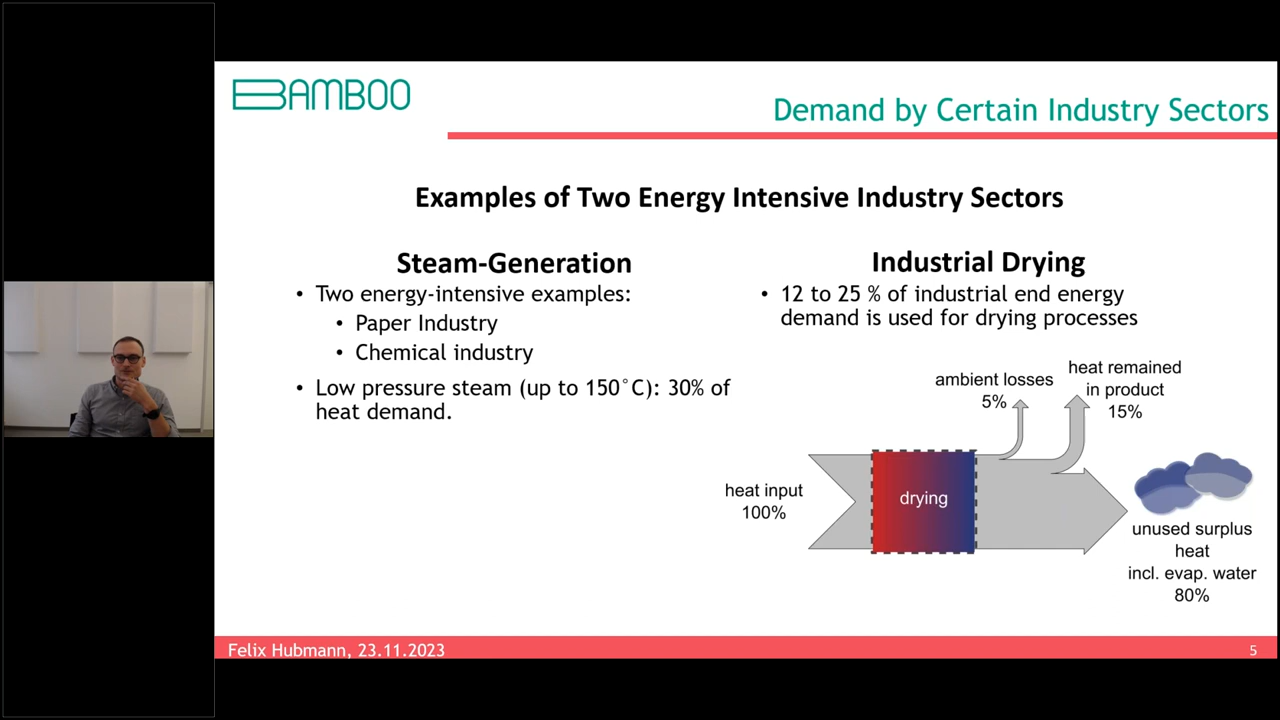 BAMBOO
Demand by Certain Industry Sectors
Examples of Two Energy Intensive Industry Sectors
Steam-Generation
• Two energy-intensive examples:
• Paper Industry
• Chemical industry
• Low pressure steam (up to 150°C): 30% of
heat demand.
Industrial Drying
• 12 to 25 % of industrial end energy
demand is used for drying processes
ambient losses
5%
heat remained
in product
15%
heat input
100%
drying
unused surplus
heat
incl. evap. water
80%
Felix Hubmann, 23.11.2023
5